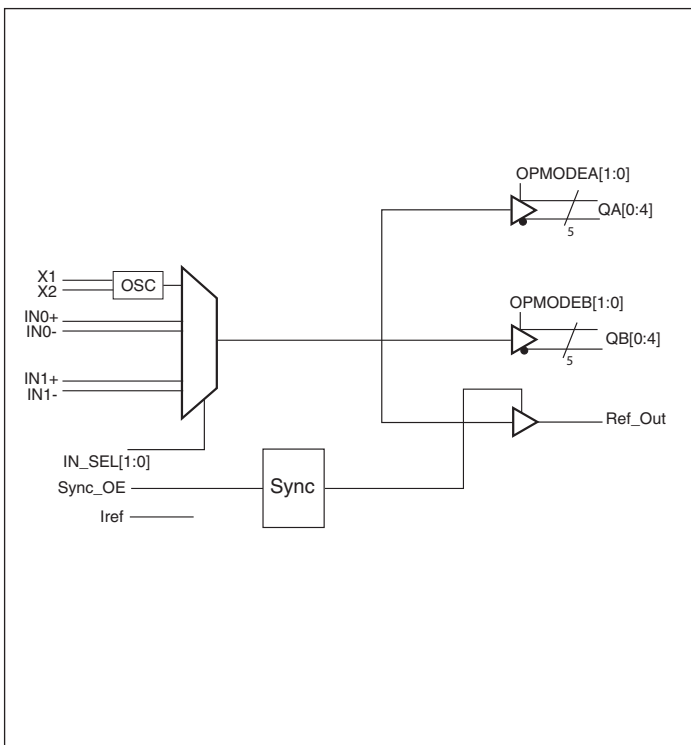 OPMODEA[1:0]
QA[0:4]
5
X1
X2
OSC
IN0+
IN0-
OPMODEB[1:0]
QB[0:4]
5
IN1+
IN1-
Ref_Out
IN_SEL[1:0]
Sync_OE
Sync
Iref